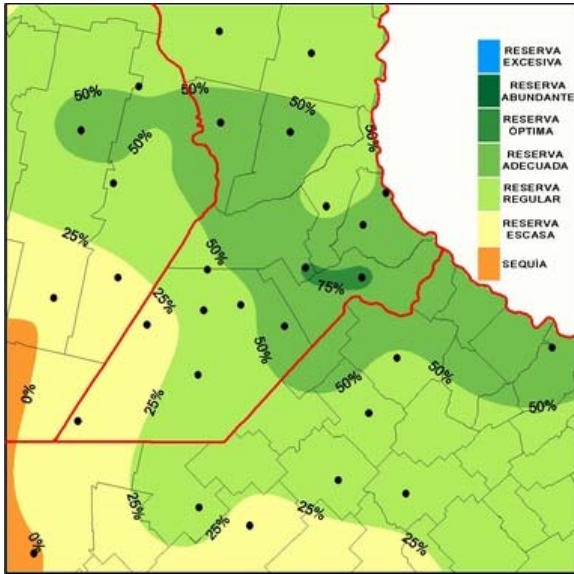 RESERVA
EXCESIVA
RESERVA
ABUNDANTE
RESERVA
ÓPTIMA
RESERVA
ADECUADA
RESERVA
REGULAR
RESERVA
ESCASA
SEQUÍA
50%
50%
50%
50%
50%
25%
50%
25%
75%
50%
0%
25%
50%
50%
50%
25%
25%
25%
25%
0%